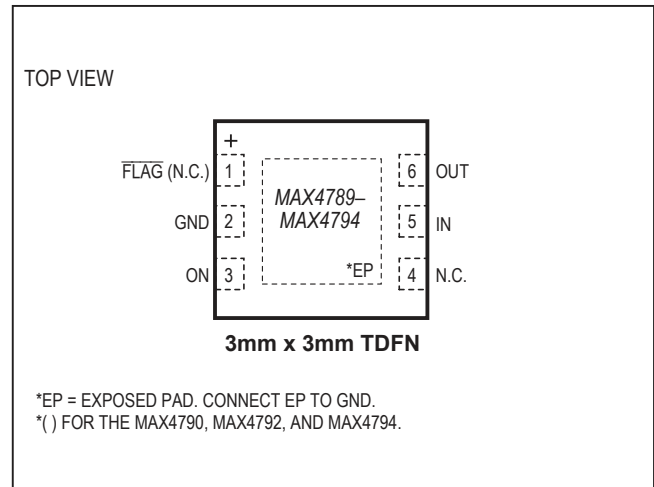 TOP VIEW
+
FLAG (N.C.) 1
6 OUT
MAX4789–
MAX4794
GND 2
5 IN
*EP
ON 3
4 N.C.
3mm x 3mm TDFN
*EP = EXPOSED PAD. CONNECT EP TO GND.
*( ) FOR THE MAX4790, MAX4792, AND MAX4794.